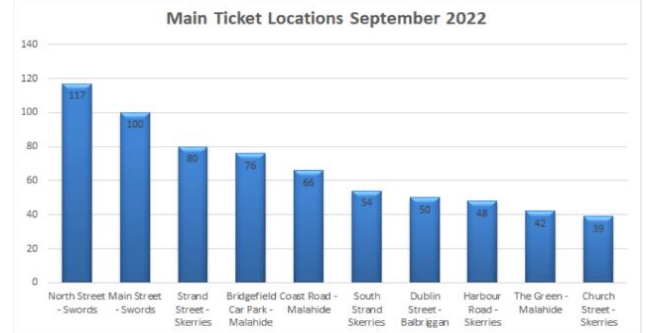 Main Ticket Locations September 2022
140
120
100
80
60
40
20
0
117
100
80
76
66
54
50
48
42
39
North Street - Swords
Main Street - Swords
Strand Street - Skerries
Bridgefield Car Park - Malahide
Coast Road - Malahide
South Strand Skerries
Dublin Street - Balbriggan
Harbour Road - Skerries
The Green - Malahide
Church Street - Skerries